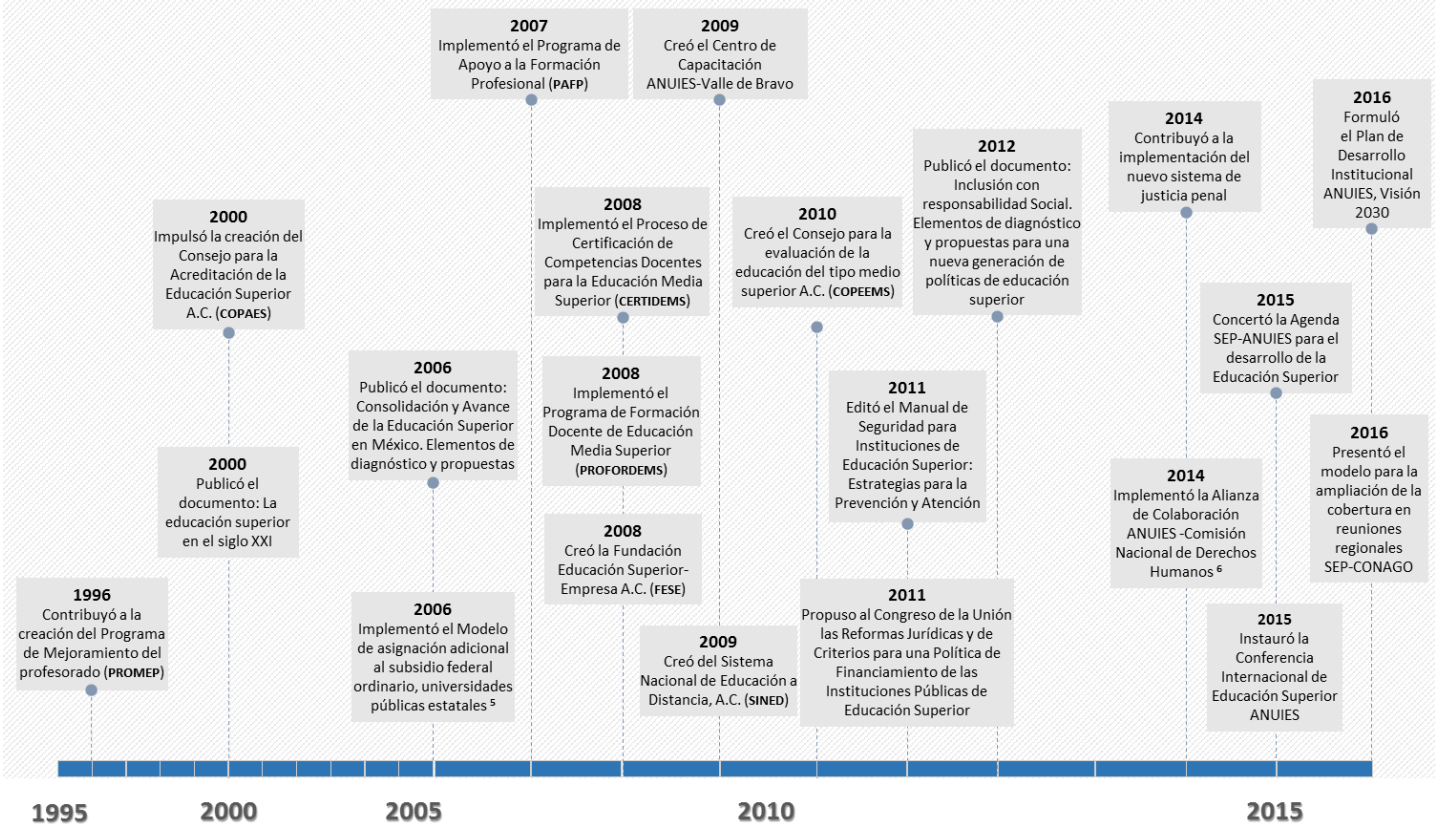 1996
Contribuyó a la
creación del Programa
de Mejoramiento del
profesorado (PROMEP)
2000
Impulsó la creación del
Consejo para la
Acreditación de la
Educación Superior
A.C. (COPAES)
2000
Publicó el
documento: La
educación superior
en el siglo XXI
2006
Publicó el documento:
Consolidación y Avance
de la Educación Superior
en México. Elementos de
diagnóstico y propuestas
2006
Implementó el Modelo
de asignación adicional
al subsidio federal
ordinario, universidades
públicas estatales 5
2007
Implementó el Programa de
Apoyo a la Formación
Profesional (PAFP)
2008
Implementó el Proceso de
Certificación de
Competencias Docentes
para la Educación Media
Superior (CERTIDEMS)
2008
Implementó el
Programa de Formación
Docente de Educación
Media Superior
(PROFORDEMS)
2008
Creó la Fundación
Educación Superior-
Empresa A.C. (FESE)
2009
Creó el Centro de
Capacitación
ANUIES-Valle de Bravo
2009
Creó del Sistema
Nacional de Educación a
Distancia, A.C. (SINED)
2010
Creó el Consejo para la
evaluación de la
educación del tipo medio
superior A.C. (COPEEMS)
2011
Editó el Manual de
Seguridad para
Instituciones de
Educación Superior:
Estrategias para la
Prevención y Atención
2011
Propuso al Congreso de la Unión
las Reformas Jurídicas y de
Criterios para una Política de
Financiamiento de las
Instituciones Públicas de
Educación Superior
2012
Publicó el documento:
Inclusión con
responsabilidad Social.
Elementos de diagnóstico
y propuestas para una
nueva generación de
políticas de educación
superior
2014
Contribuyó a la
implementación del
nuevo sistema de
justicia penal
2014
Implementó la Alianza
de Colaboración
ANUIES -Comisión
Nacional de Derechos
Humanos 6
2015
Concertó la Agenda
SEP-ANUIES para el
desarrollo de la
Educación Superior
2015
Instauró la
Conferencia
Internacional de
Educación Superior
ANUIES
2016
Formuló
el Plan de
Desarrollo
Institucional
ANUIES, Visión
2030
2016
Presentó el
modelo para la
ampliación de la
cobertura en
reuniones
regionales
SEP-CONAGO
1995
2000
2005
2010
2015